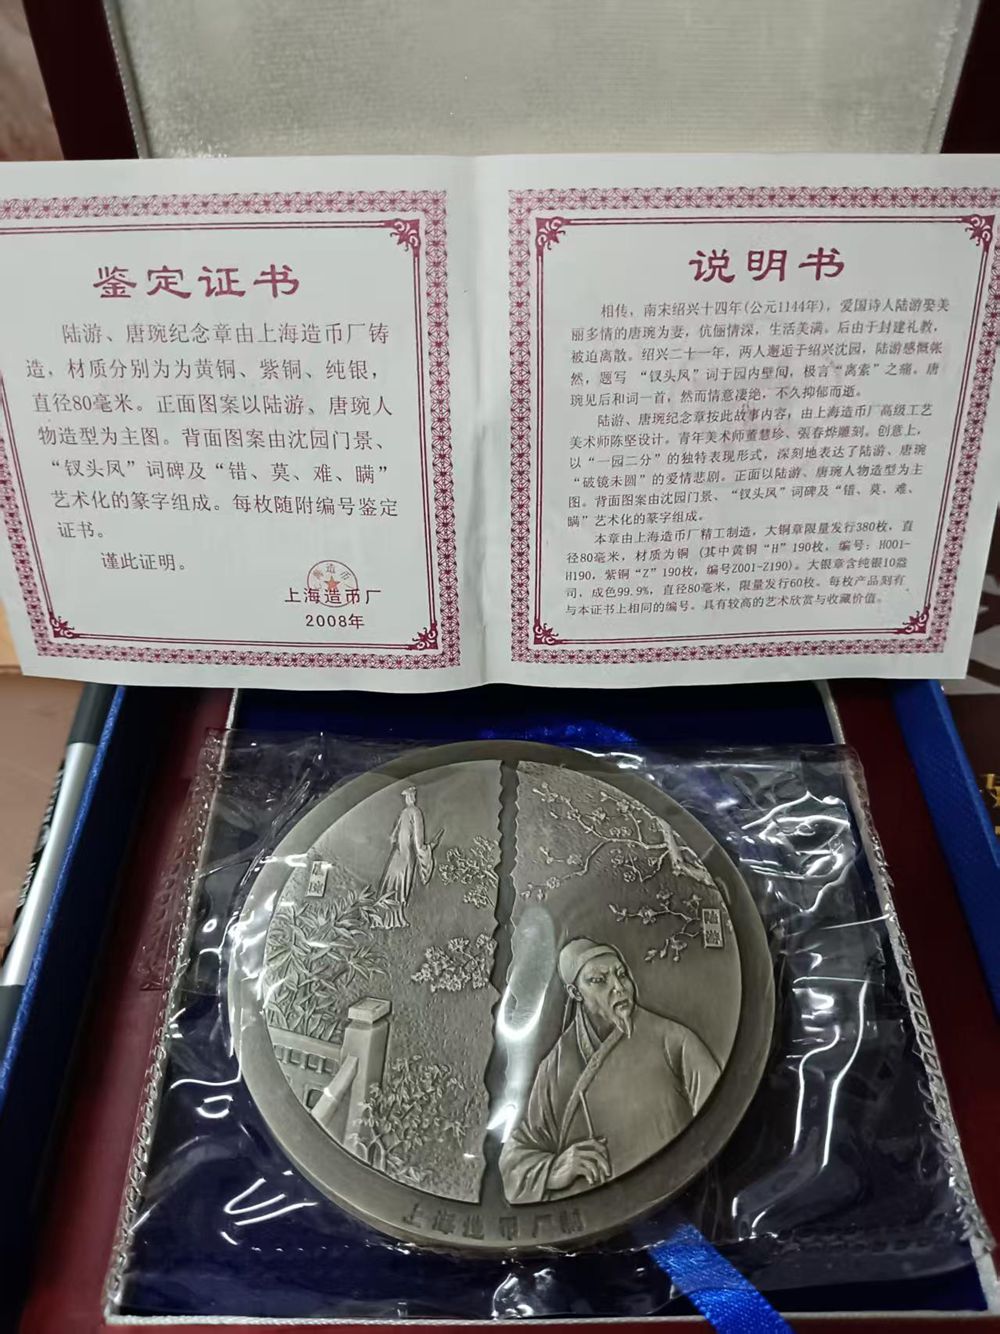 鉴定证书
陆游、唐琬纪念章由上海造币厂铸
造，材质分别为为黄铜、紫铜、纯银，
直径80毫米。正面图案以陆游、唐琬人
物造型为主图。背面图案由沈园门景、
“钗头凤”词碑及“错、莫、难、瞒”
艺术化的篆字组成。每枚随附编号鉴定
证书。
谨此证明。
上海造币厂
2008年
说明书
相传，南宋绍兴十四年(公元1144年)，爱国诗人陆游娶美
丽多情的唐琬为妻，伉俪情深，生活美满。后由于封建礼教，
被迫离散。绍兴二十一年，两人邂逅于绍兴沈园，陆游感慨怅
然，题写 “钗头凤”词于园内壁间，极言“离索”之痛。唐
琬见后和词一首，然而情意凄绝，不久抑郁而逝。
陆游、唐琬纪念章按此故事内容，由上海造币厂高级工艺
美术师陈坚设计。青年美术师董慧珍、張春烨雕刻。创意上，
以“一园二分”的独特表现形式，深刻地表达了陆游、唐琬
“破镜未圆”的爱情悲剧。正面以陆游、唐琬人物造型为主
图。背面图案由沈园门景、“钗头凤”词碑及“错、莫、难、
瞒”艺术化的篆字组成。
本章由上海造币厂精工制造，大铜章限量发行380枚，直
径80毫米，材质为铜 (其中黄铜“H”190枚，编号：H001-
H190，紫铜“Z”190枚，编号Z001-Z190)。大银章含纯银10盎
司，成色99.9%，直径80毫米，限量发行60枚。每枚产品刻有
与本证书上相同的编号。具有较高的艺术欣赏与收藏价值。
唐琬
陆游
上海造币厂制